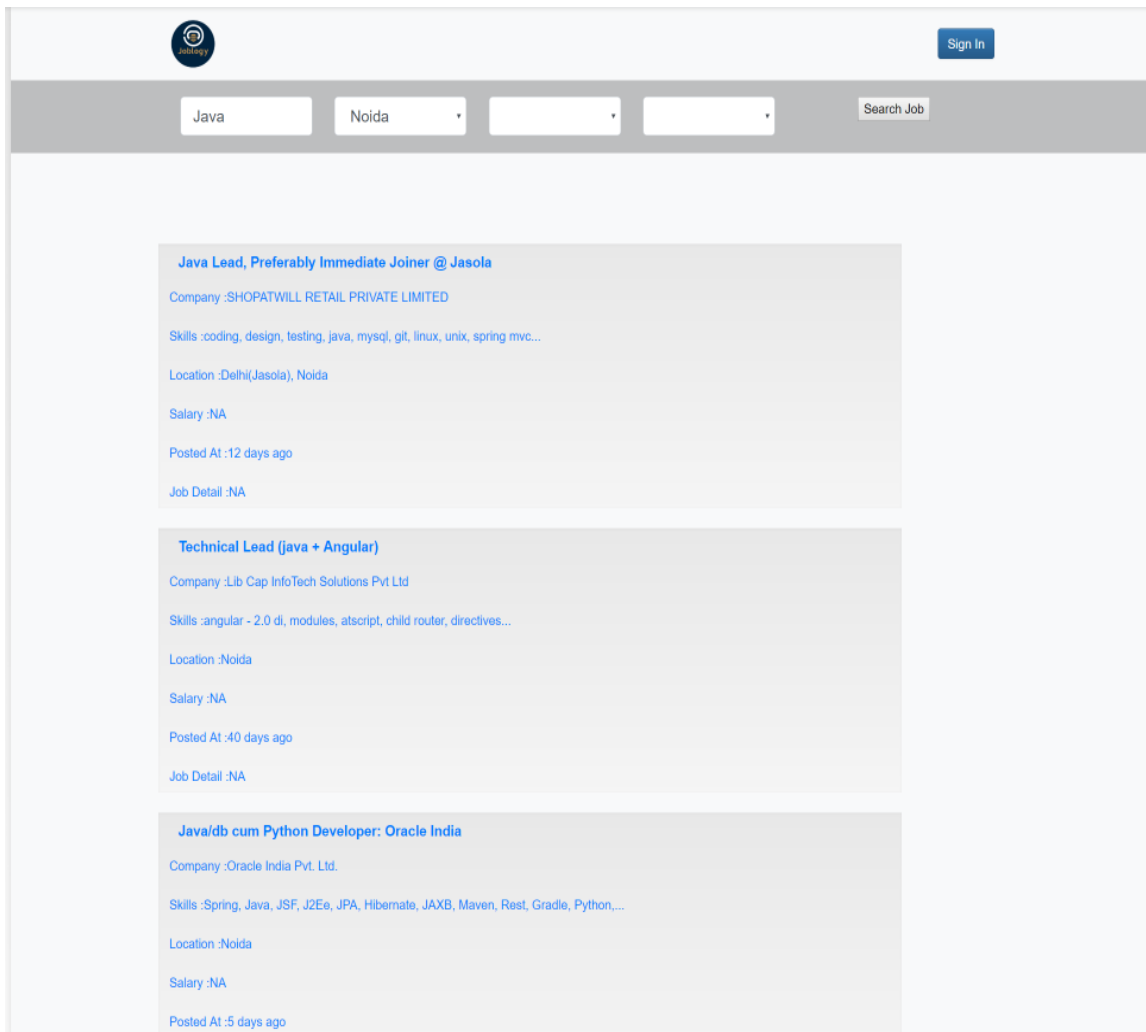 Joblogy
Sign In
Java
Noida
Search Job
Java Lead, Preferably Immediate Joiner @ Jasola
Company :SHOPATWILL RETAIL PRIVATE LIMITED
Skills :coding, design, testing, java, mysql, git, linux, unix, spring mvc...
Location :Delhi(Jasola), Noida
Salary :NA
Posted At :12 days ago
Job Detail :NA
Technical Lead (java + Angular)
Company :Lib Cap InfoTech Solutions Pvt Ltd
Skills :angular - 2.0 di, modules, atscript, child router, directives...
Location :Noida
Salary :NA
Posted At :40 days ago
Job Detail :NA
Java/db cum Python Developer: Oracle India
Company :Oracle India Pvt. Ltd.
Skills :Spring, Java, JSF, J2Ee, JPA, Hibernate, JAXB, Maven, Rest, Gradle, Python,...
Location :Noida
Salary :NA
Posted At :5 days ago